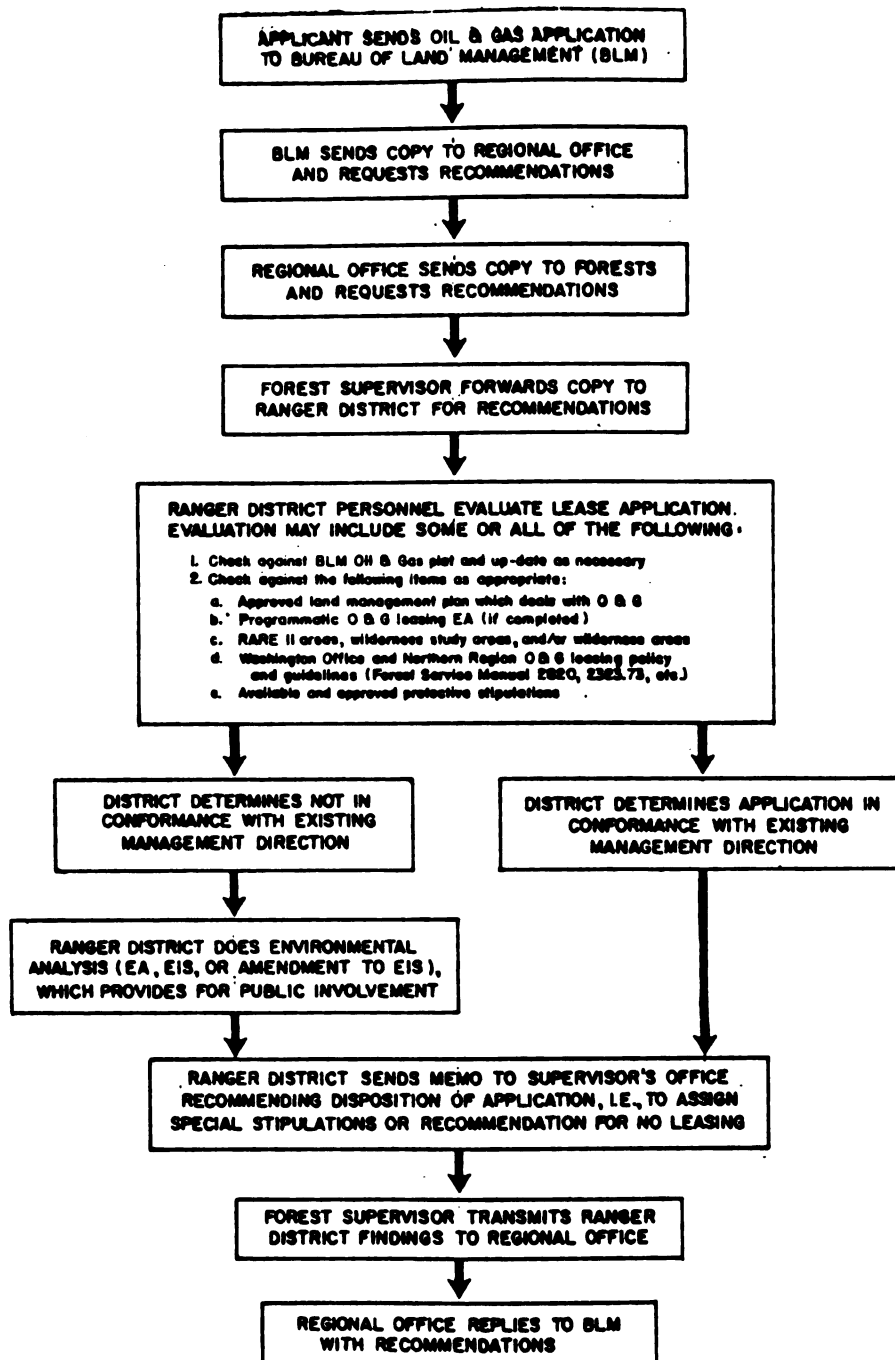 APPLICANT SENDS OIL & GAS APPLICATION
TO BUREAU OF LAND MANAGEMENT (BLM)
BLM SENDS COPY TO REGIONAL OFFICE
AND REQUESTS RECOMMENDATIONS
REGIONAL OFFICE SENDS COPY TO FORESTS
AND REQUESTS RECOMMENDATIONS
FOREST SUPERVISOR FORWARDS COPY TO
RANGER DISTRICT FOR RECOMMENDATIONS
RANGER DISTRICT PERSONNEL EVALUATE LEASE APPLICATION.
EVALUATION MAY INCLUDE SOME OR ALL OF THE FOLLOWING:
1. Check against BLM Oil & Gas plat and up-date as necessary
2. Check against the following items as appropriate:
a. Approved land management plan which deals with O & G
b. Programmatic O & G leasing EA (if completed)
c. RARE II areas, wilderness study areas, and/or wilderness areas
d. Washington Office and Northern Region O & G leasing policy
and guidelines (Forest Service Manual 2820, 2323.73, etc.)
e. Available and approved protective stipulations
DISTRICT DETERMINES NOT IN
CONFORMANCE WITH EXISTING
MANAGEMENT DIRECTION
DISTRICT DETERMINES APPLICATION IN
CONFORMANCE WITH EXISTING
MANAGEMENT DIRECTION
RANGER DISTRICT DOES ENVIRONMENTAL
ANALYSIS (EA, EIS, OR AMENDMENT TO EIS),
WHICH PROVIDES FOR PUBLIC INVOLVEMENT
RANGER DISTRICT SENDS MEMO TO SUPERVISOR'S OFFICE
RECOMMENDING DISPOSITION OF APPLICATION, I.E., TO ASSIGN
SPECIAL STIPULATIONS OR RECOMMENDATION FOR NO LEASING
FOREST SUPERVISOR TRANSMITS RANGER
DISTRICT FINDINGS TO REGIONAL OFFICE
REGIONAL OFFICE REPLIES TO BLM
WITH RECOMMENDATIONS